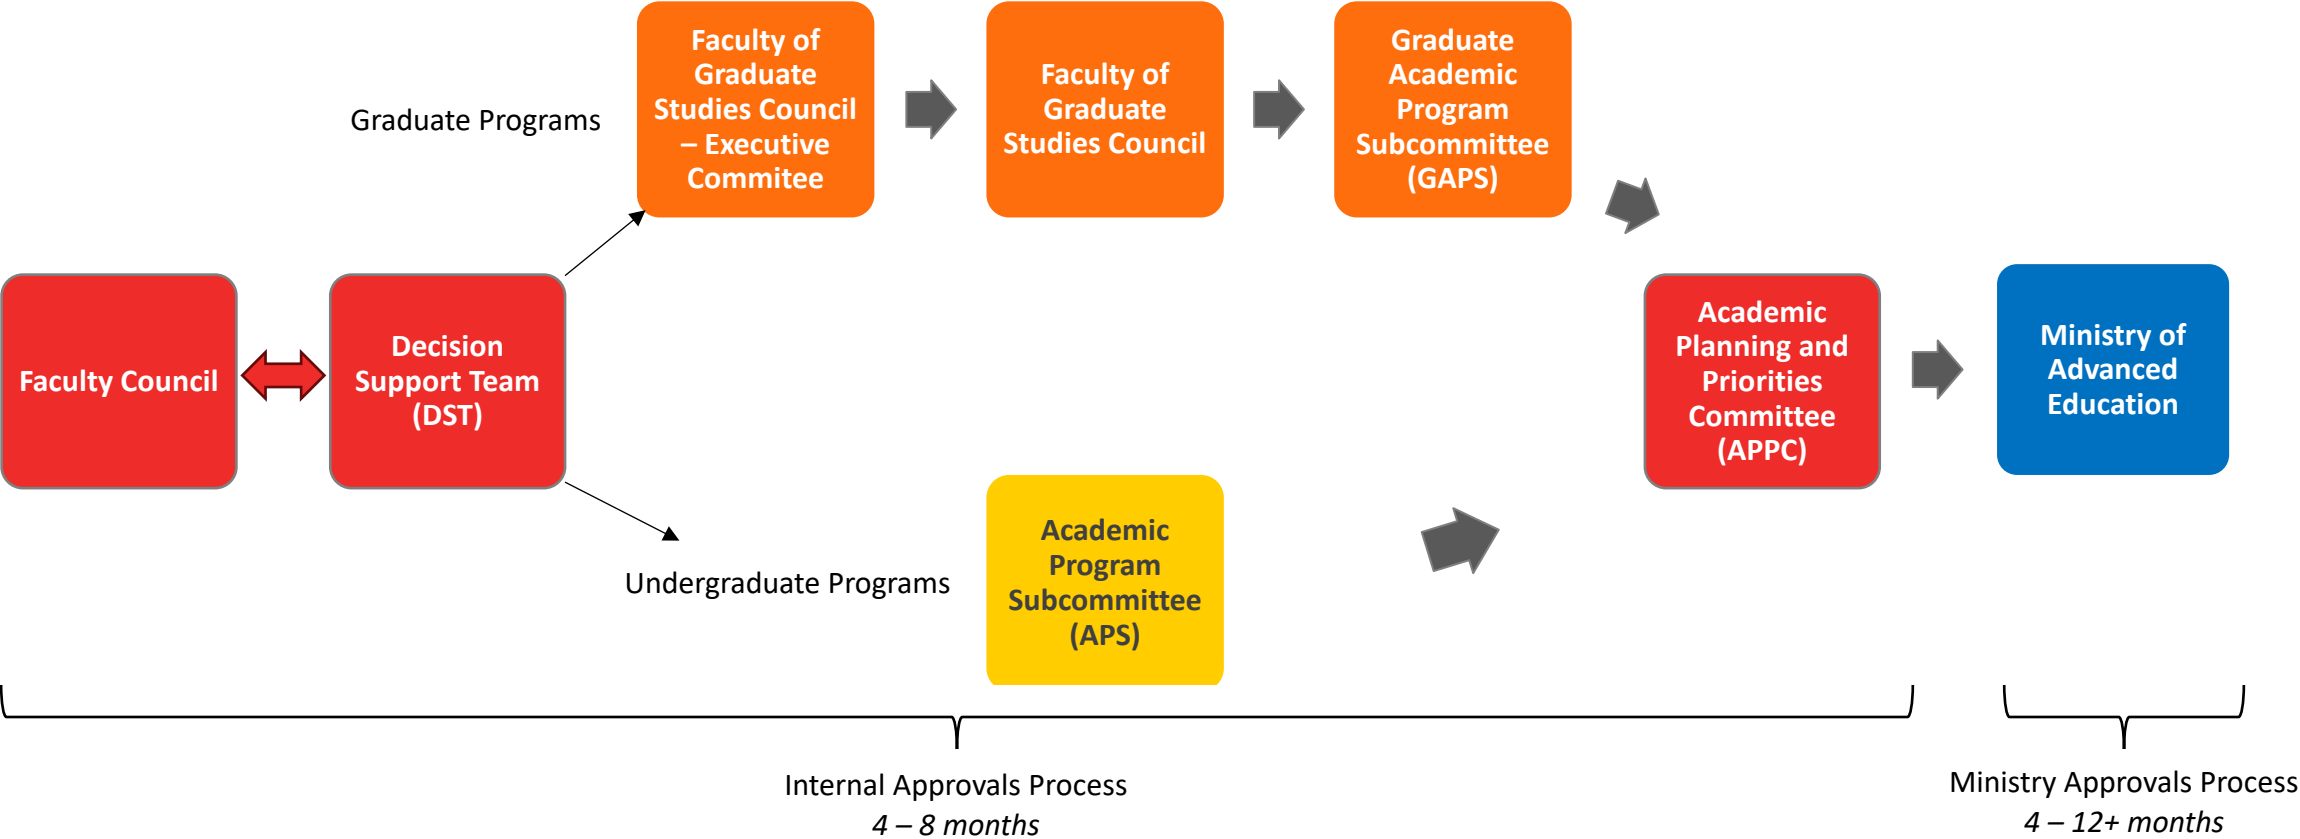 Graduate Programs
Faculty of
Graduate
Studies Council
– Executive
Commitee
Faculty of
Graduate
Studies Council
Graduate
Academic
Program
Subcommittee
(GAPS)
Faculty Council
Decision
Support Team
(DST)
Academic
Planning and
Priorities
Committee
(APPC)
Ministry of
Advanced
Education
Undergraduate Programs
Academic
Program
Subcommittee
(APS)
Internal Approvals Process
4 – 8 months
Ministry Approvals Process
4 – 12+ months